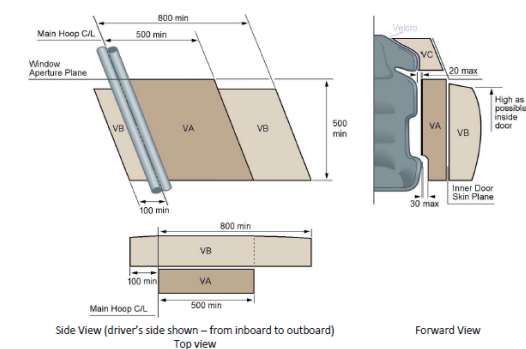 800 min
Main Hoop C/L
500 min
Window
Aperture Plane
VB
VA
VB
500
min
100 min
Velcro
VC
20 max
High as
possible
inside
door
VA
VB
Inner Door
Skin Plane
30 max
800 min
VB
100 min
VA
500 min
Main Hoop C/L
Side View (driver's side shown – from inboard to outboard)
Forward View
Top view